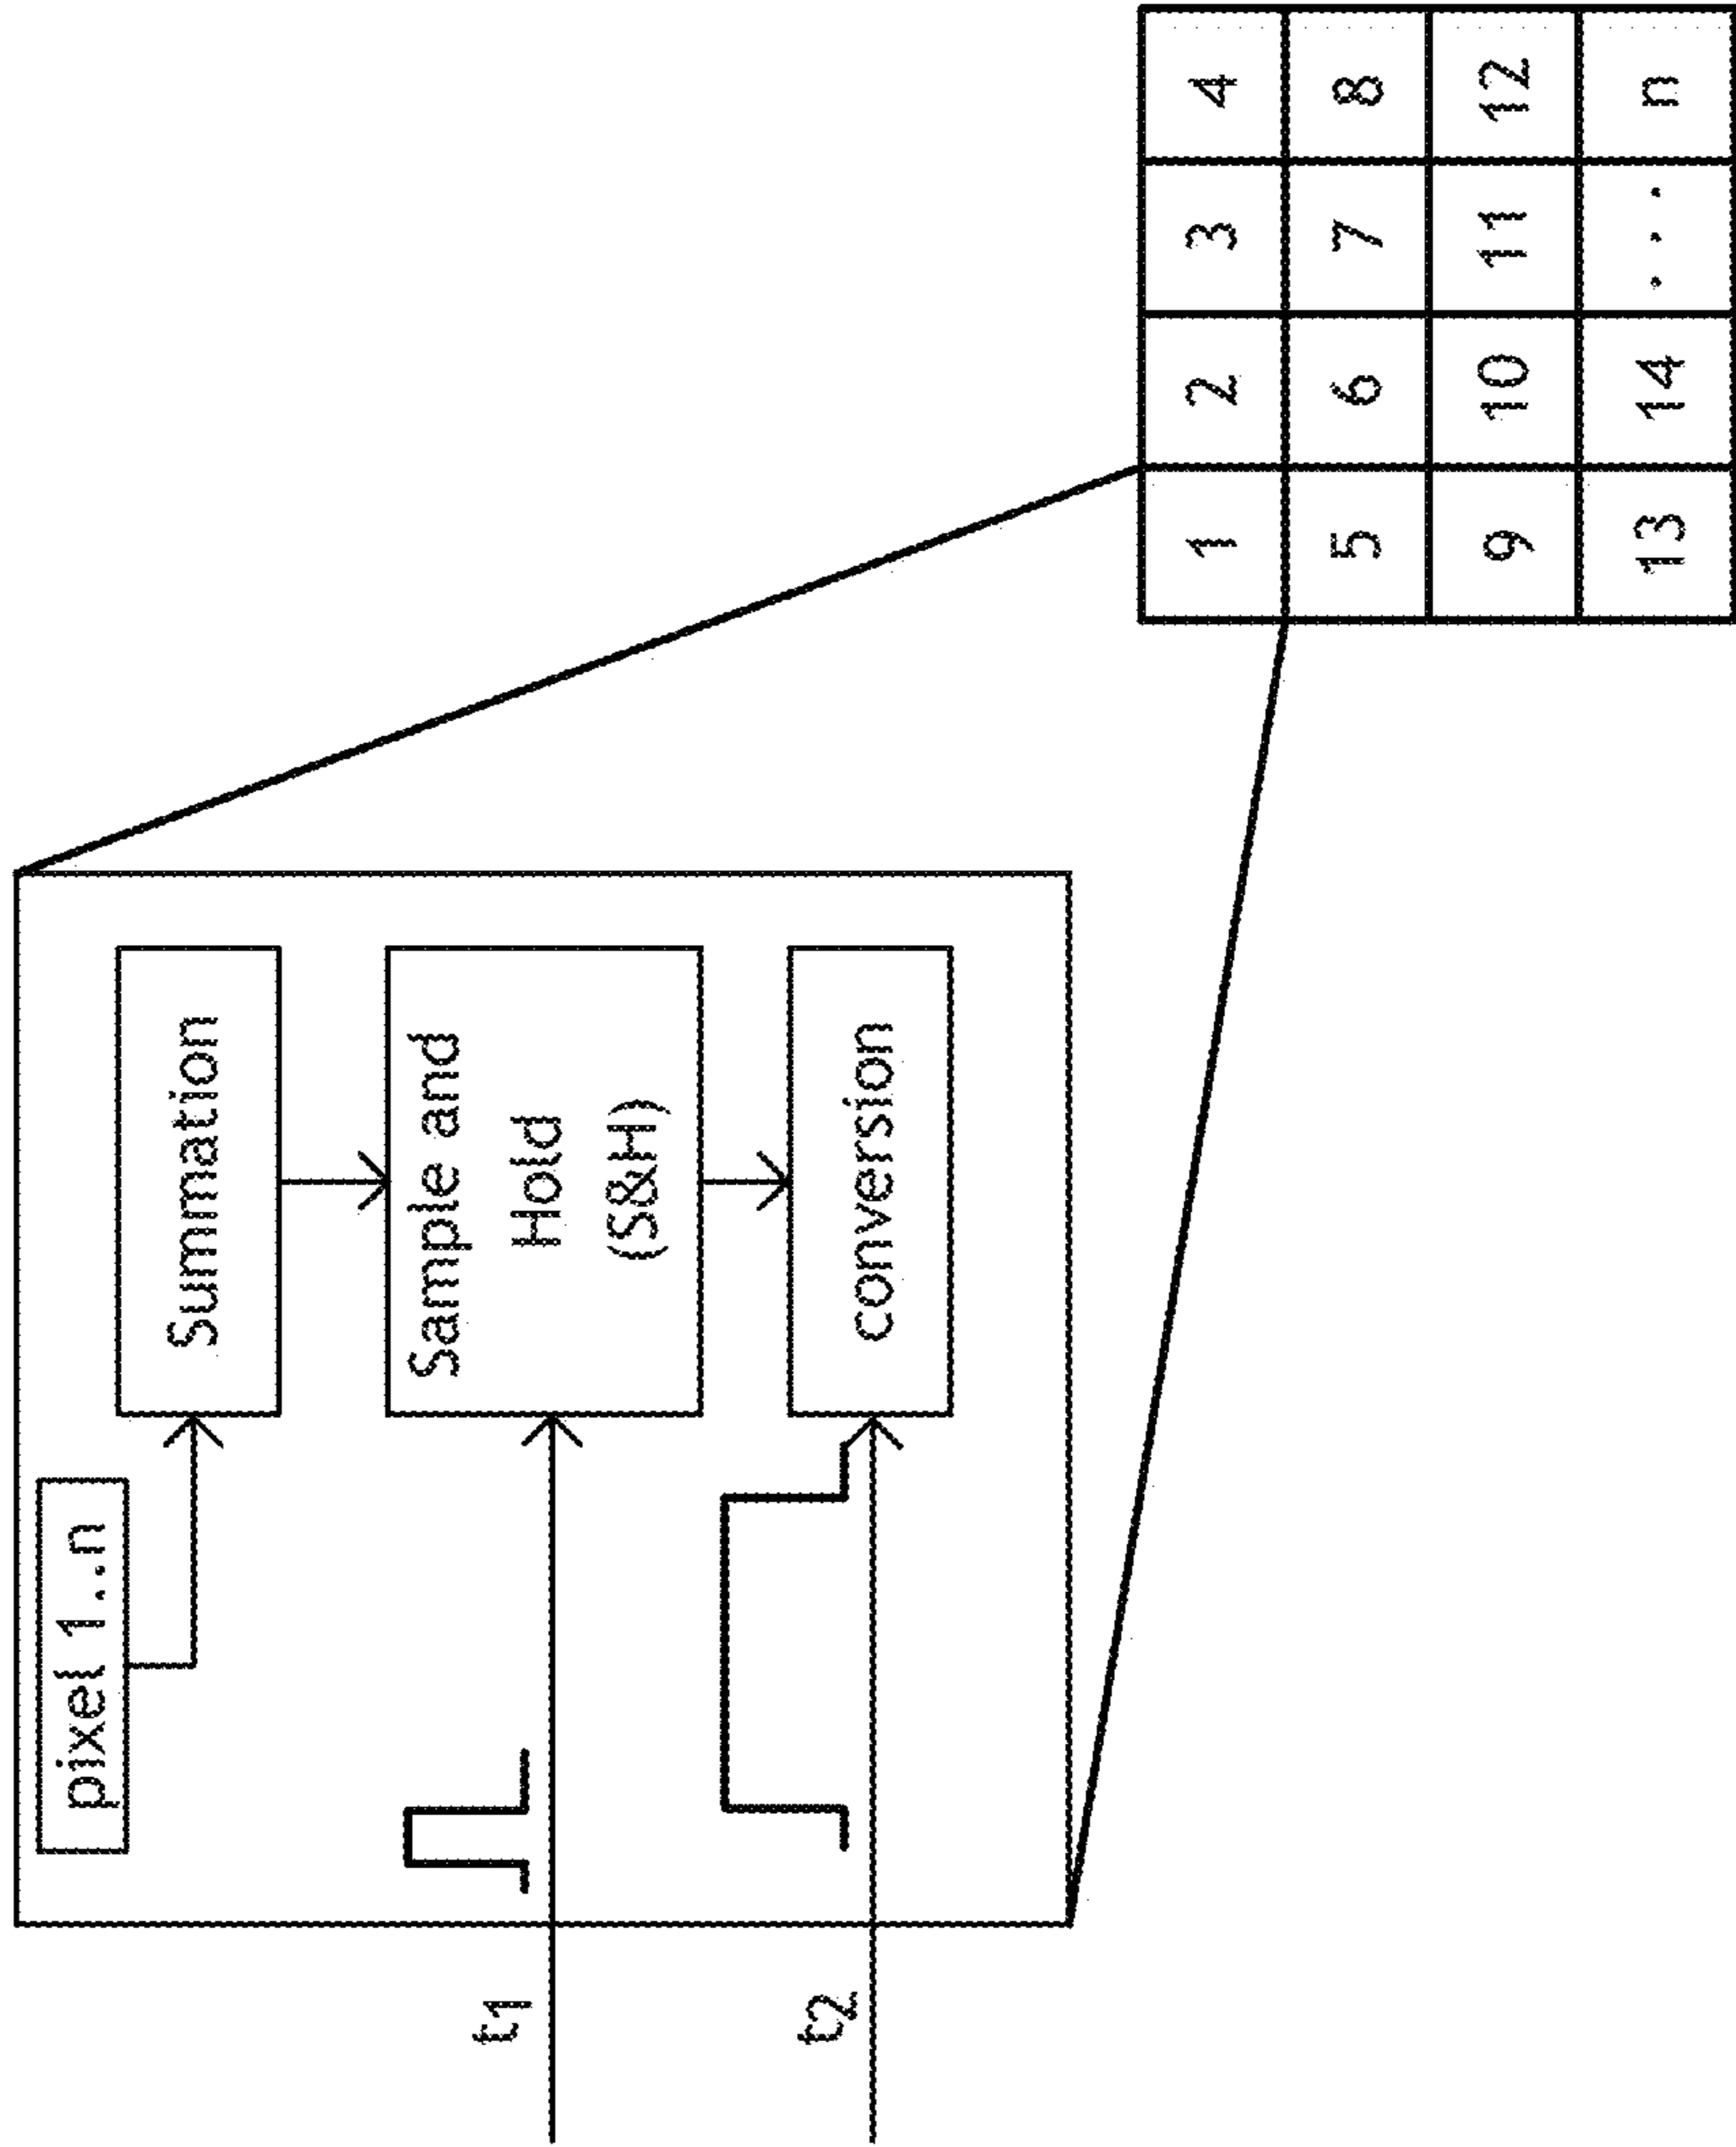 pixel 1..n
Summation
t1
Sample and
Hold
(S&H)
t2
conversion
1 2 3 4
5 6 7 8
9 10 11 12
13 14 ... n